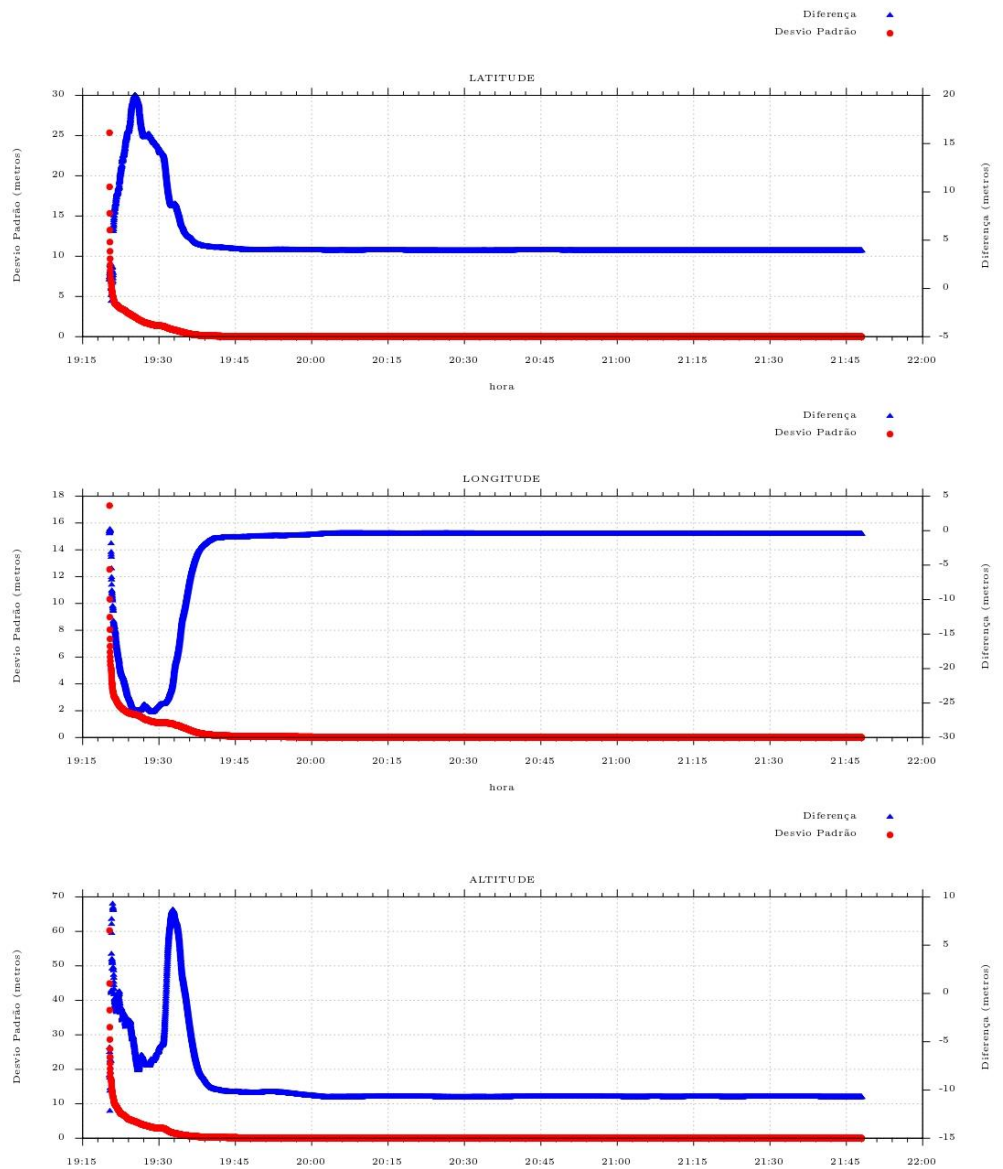 Diferença
Desvio Padrão
LATITUDE
30 20
25 15
20 10
15 5
10 0
5 -5
0
Desvio Padrão (metros)
Diferença (metros)
19:15 19:30 19:45 20:00 20:15 20:30 20:45 21:00 21:15 21:30 21:45 22:00
hora
Diferença
Desvio Padrão
LONGITUDE
18 5
16 0
14 -5
12 -10
10 -15
8 -20
6 -25
4 -30
2
0
Desvio Padrão (metros)
Diferença (metros)
19:15 19:30 19:45 20:00 20:15 20:30 20:45 21:00 21:15 21:30 21:45 22:00
hora
Diferença
Desvio Padrão
ALTITUDE
70 10
60 5
50 0
40 -5
30 -10
20 -15
10
0
Desvio Padrão (metros)
Diferença (metros)
19:15 19:30 19:45 20:00 20:15 20:30 20:45 21:00 21:15 21:30 21:45 22:00